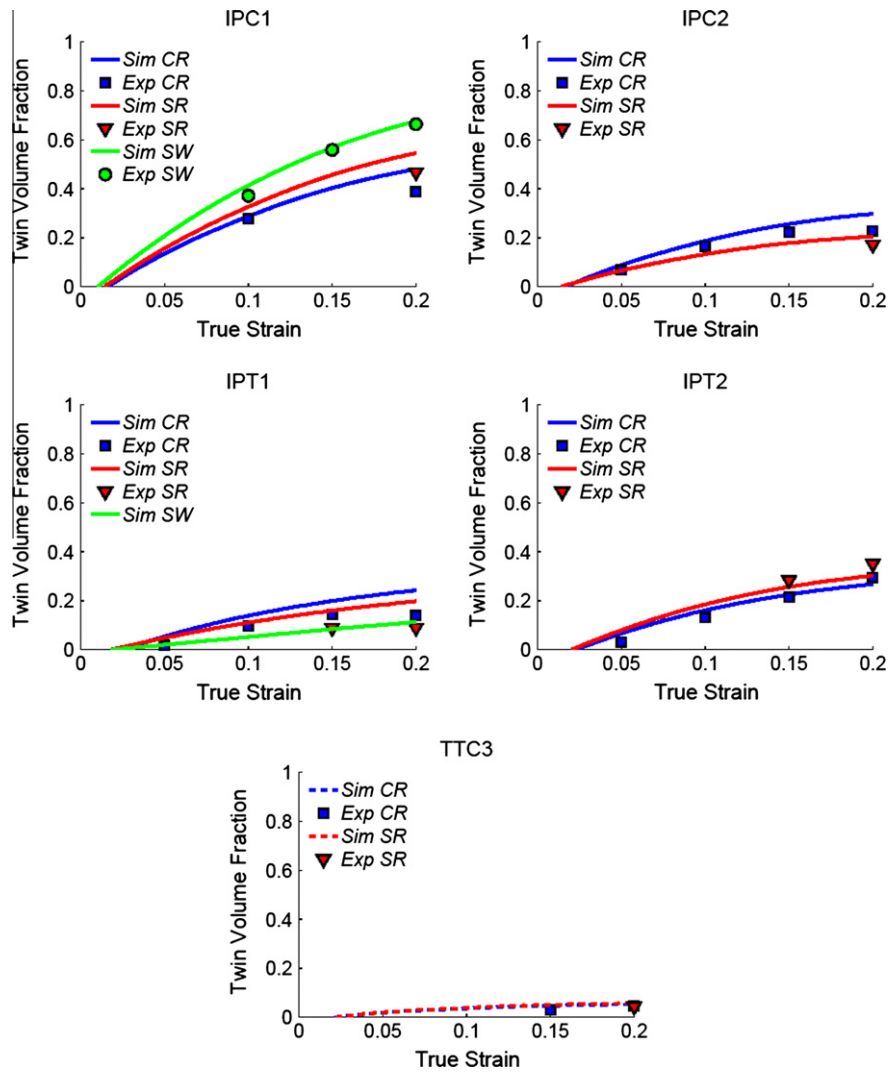 IPC1
1
0.8
0.6
0.4
0.2
0
Twin Volume Fraction
Sim CR
Exp CR
Sim SR
Exp SR
Sim SW
Exp SW
0 0.05 0.1 0.15 0.2
True Strain
IPC2
1
0.8
0.6
0.4
0.2
0
Twin Volume Fraction
Sim CR
Exp CR
Sim SR
Exp SR
0 0.05 0.1 0.15 0.2
True Strain
IPT1
1
0.8
0.6
0.4
0.2
0
Twin Volume Fraction
Sim CR
Exp CR
Sim SR
Exp SR
Sim SW
0 0.05 0.1 0.15 0.2
True Strain
IPT2
1
0.8
0.6
0.4
0.2
0
Twin Volume Fraction
Sim CR
Exp CR
Sim SR
Exp SR
0 0.05 0.1 0.15 0.2
True Strain
TTC3
1
0.8
0.6
0.4
0.2
0
Twin Volume Fraction
Sim CR
Exp CR
Sim SR
Exp SR
0 0.05 0.1 0.15 0.2
True Strain